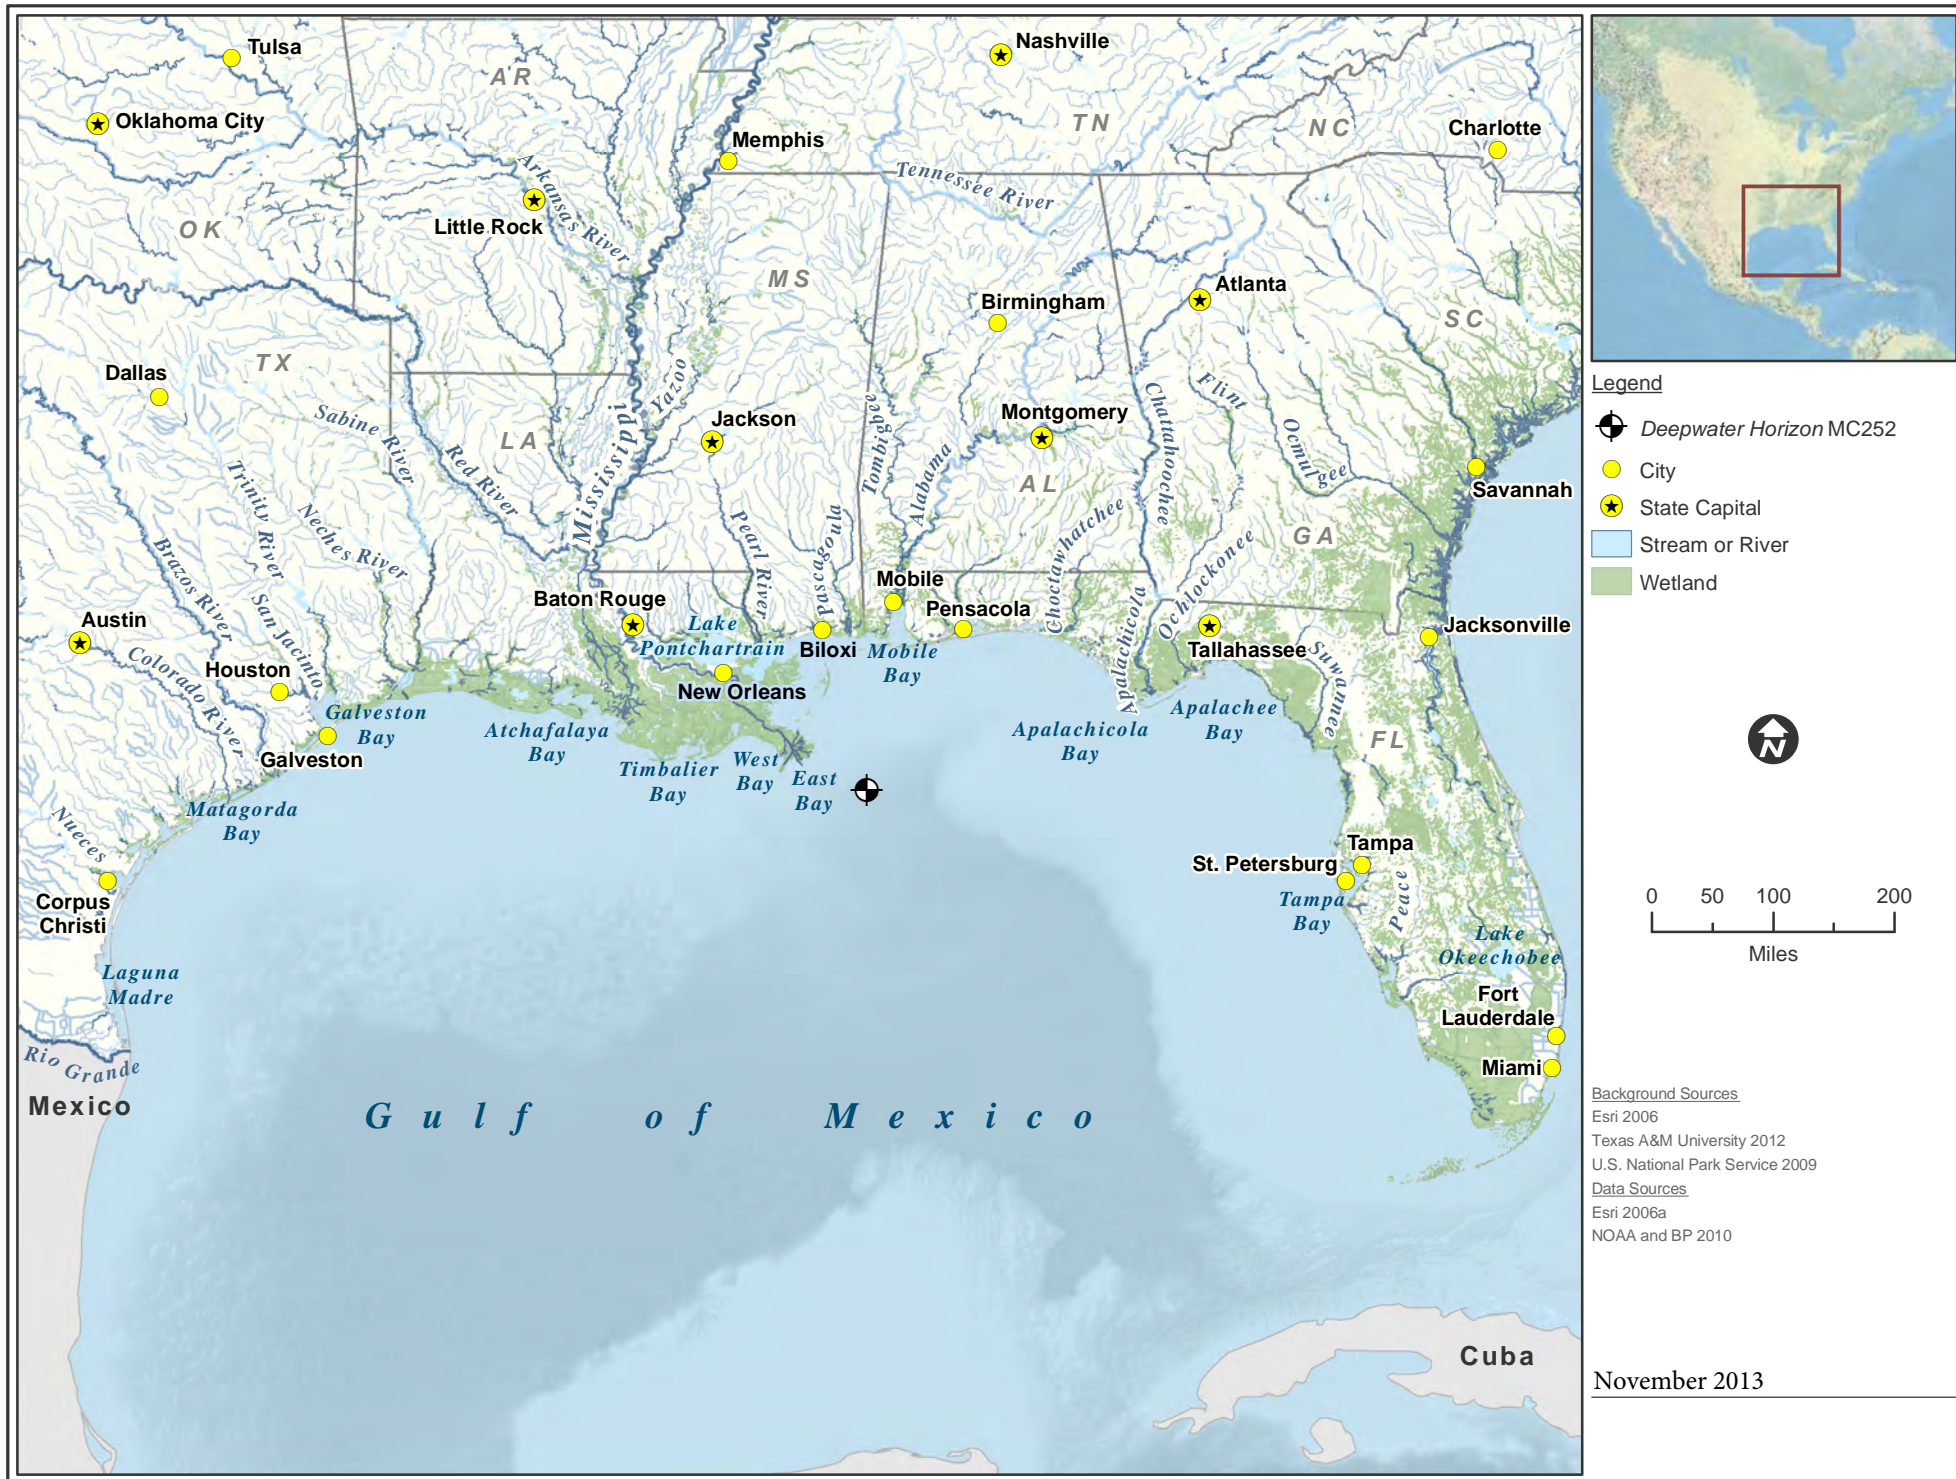 Tulsa
Nashville
AR
Oklahoma City
TN
NC
Charlotte
Memphis
Arkansas River
Tennessee River
Little Rock
OK
MS
Atlanta
Birmingham
SC
TX
Dallas
Sabine River
Yazoo
Tombigbee
Chattahoochee
Flint
Jackson
Montgomery
LA
Red River
Mississippi
Alabama
AL
Ocmulgee
Savannah
Trinity River
Neches River
Brazos River
Pearl River
Pascagoula
Choctawhatchee
GA
Ochlockonee
Apalachicola
San Jacinto
Austin
Baton Rouge
Mobile
Pensacola
Lake
Pontchartrain
Biloxi
Mobile
Bay
Tallahassee
Jacksonville
Suwannee
Colorado River
Houston
New Orleans
Galveston
Bay
Galveston
Atchafalaya
Bay
Timbalier
Bay
West
Bay
East
Bay
Apalachicola
Bay
Apalachee
Bay
FL
Matagorda
Bay
Nueces
Corpus
Christi
Tampa
St. Petersburg
Tampa
Bay
Peace
Lake
Okeechobee
Laguna
Madre
Fort
Lauderdale
Miami
Rio Grande
Mexico
Gulf of Mexico
Cuba
Legend
Deepwater Horizon MC252
City
State Capital
Stream or River
Wetland
N
0 50 100 200
Miles
Background Sources
Esri 2006
Texas A&M University 2012
U.S. National Park Service 2009
Data Sources
Esri 2006a
NOAA and BP 2010
November 2013